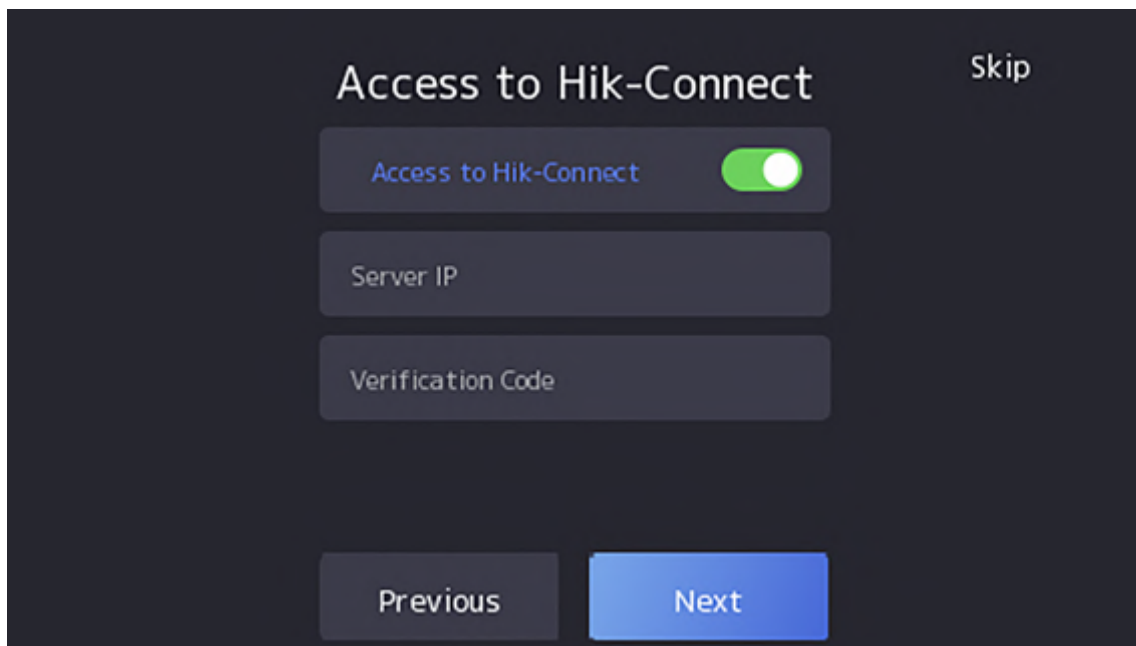 Skip
Access to Hik-Connect
Access to Hik-Connect
Server IP
Verification Code
Previous Next